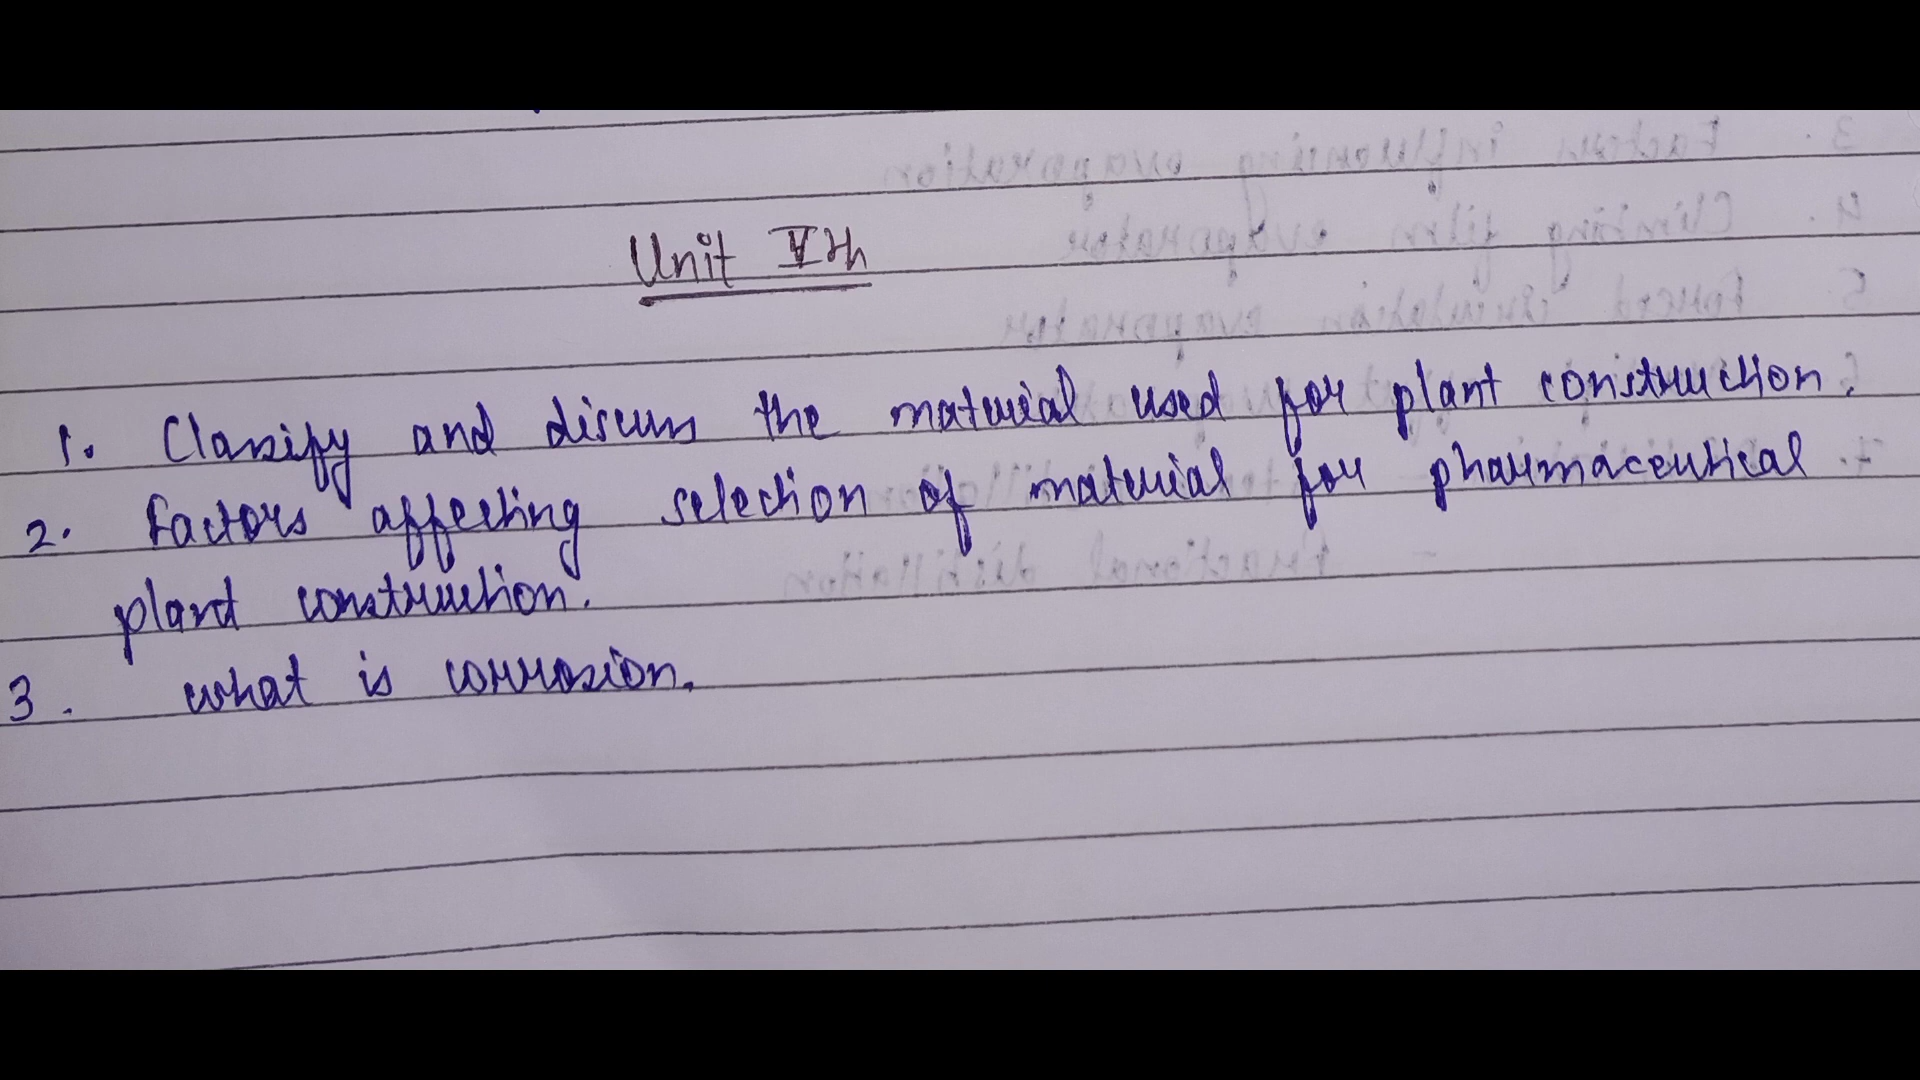 Unit Vth
1. Classify and discuss the material used for plant construction.
2. Factors affecting selection of material for pharmaceutical
plant construction.
3. what is corrosion.